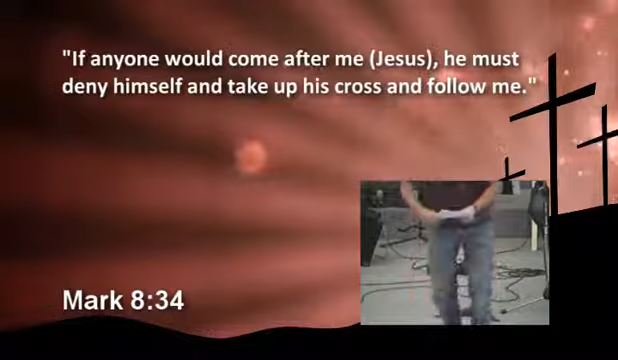 "If anyone would come after me (Jesus), he must
deny himself and take up his cross and follow me."
Mark 8:34